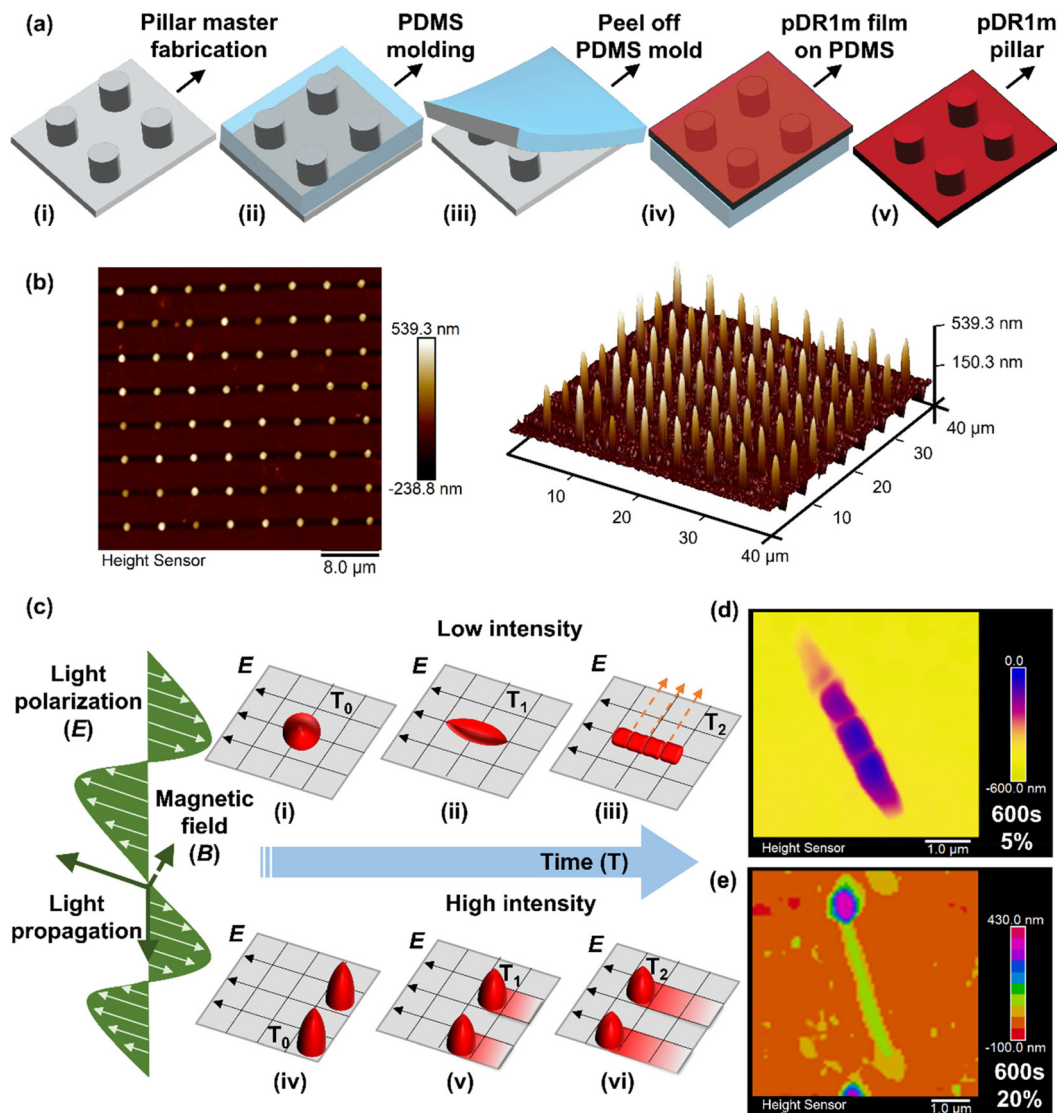 (a)
Pillar master
fabrication
PDMS
molding
Peel off
PDMS mold
pDR1m film
on PDMS
pDR1m
pillar
(i)
(ii)
(iii)
(iv)
(v)
(b)
539.3 nm
-238.8 nm
Height Sensor
8.0 µm
539.3 nm
150.3 nm
40 µm
30
20
10
10
20
30
40 µm
(c)
Low intensity
Light
polarization
(E)
Magnetic
field
(B)
Light
propagation
E
T0
(i)
E
T1
(ii)
E
T2
(iii)
Time (T)
High intensity
E
T0
(iv)
E
T1
(v)
E
T2
(vi)
(d)
0.0
-600.0 nm
600s
5%
Height Sensor
1.0 µm
(e)
430.0 nm
-100.0 nm
600s
20%
Height Sensor
1.0 µm